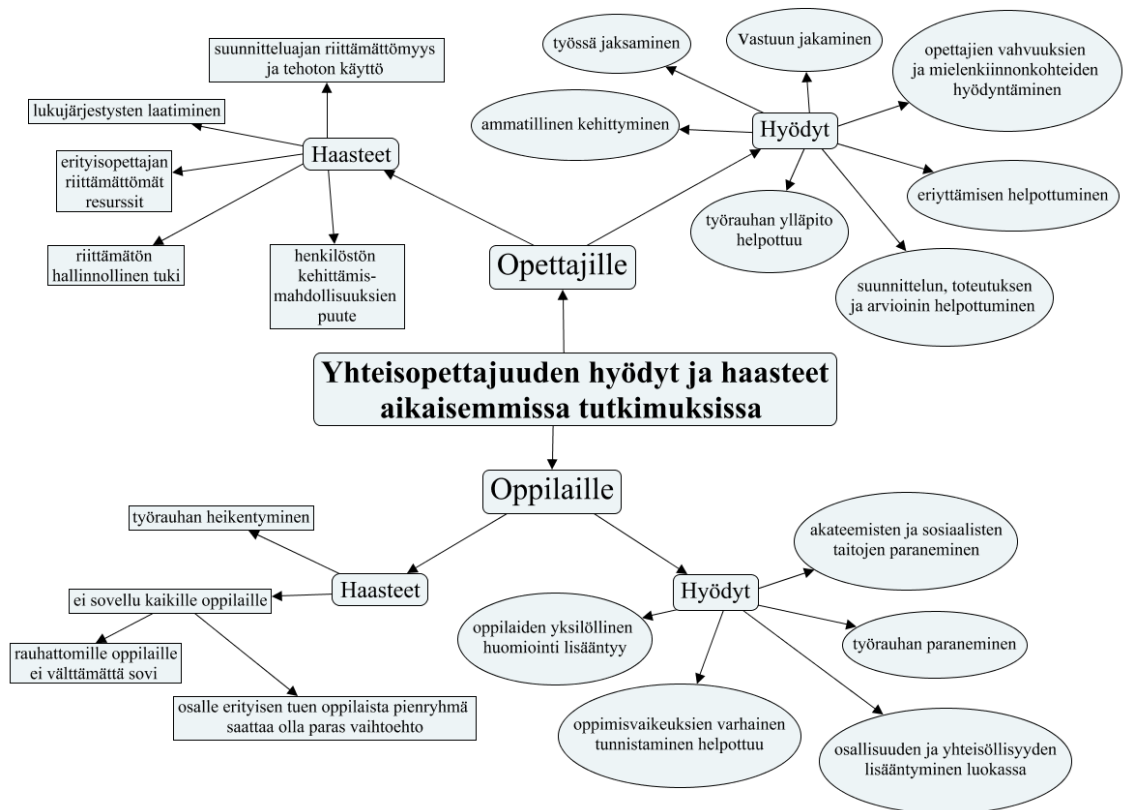 suunnitteluajan riittämättömyys
ja tehoton käyttö
lukujärjestysten laatiminen
Haasteet
erityisopettajan
riittämättömät
resurssit
riittämätön
hallinnollinen tuki
henkilöstön
kehittämis-
mahdollisuuksien
puute
työssä jaksaminen
Vastuun jakaminen
opettajien vahvuuksien
ja mielenkiinnonkohteiden
hyödyntäminen
ammatillinen kehittyminen
Hyödyt
eriyttämisen helpottuminen
työrauhan ylläpito
helpottuu
suunnittelun, toteutuksen
ja arvioinin helpottuminen
Opettajille
Yhteisopettajuuden hyödyt ja haasteet
aikaisemmissa tutkimuksissa
Oppilaille
työrauhan heikentyminen
Haasteet
ei sovellu kaikille oppilaille
rauhattomille oppilaille
ei välttämättä sovi
osalle erityisen tuen oppilaista pienryhmä
saattaa olla paras vaihtoehto
Hyödyt
akateemisten ja sosiaalisten
taitojen paraneminen
oppilaiden yksilöllinen
huomiointi lisääntyy
työrauhan paraneminen
oppimisvaikeuksien varhainen
tunnistaminen helpottuu
osallisuuden ja yhteisöllisyyden
lisääntyminen luokassa